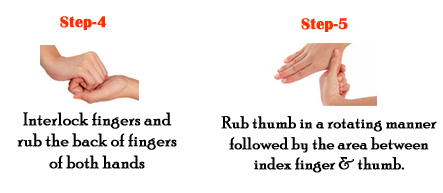 Step-4
Interlock fingers and
rub the back of fingers
of both hands
Step-5
Rub thumb in a rotating manner
followed by the area between
index finger & thumb.